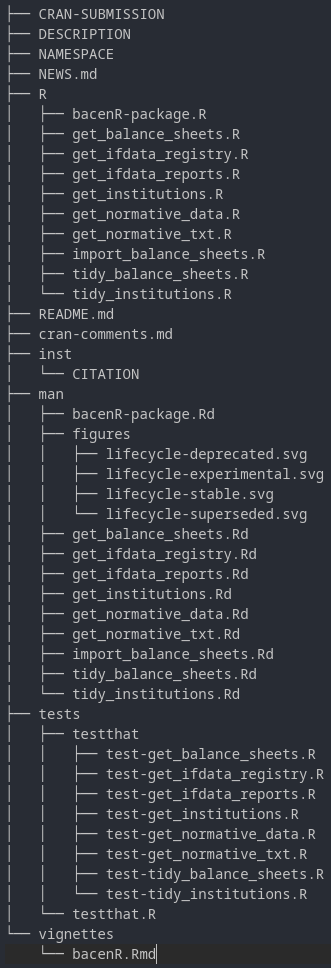 ├── CRAN-SUBMISSION
├── DESCRIPTION
├── NAMESPACE
├── NEWS.md
├── R
│   ├── bacenR-package.R
│   ├── get_balance_sheets.R
│   ├── get_ifdata_registry.R
│   ├── get_ifdata_reports.R
│   ├── get_institutions.R
│   ├── get_normative_data.R
│   ├── get_normative_txt.R
│   ├── import_balance_sheets.R
│   ├── tidy_balance_sheets.R
│   └── tidy_institutions.R
├── README.md
├── cran-comments.md
├── inst
│   └── CITATION
├── man
│   ├── bacenR-package.Rd
│   ├── figures
│   │   ├── lifecycle-deprecated.svg
│   │   ├── lifecycle-experimental.svg
│   │   ├── lifecycle-stable.svg
│   │   └── lifecycle-superseded.svg
│   ├── get_balance_sheets.Rd
│   ├── get_ifdata_registry.Rd
│   ├── get_ifdata_reports.Rd
│   ├── get_institutions.Rd
│   ├── get_normative_data.Rd
│   ├── get_normative_txt.Rd
│   ├── import_balance_sheets.Rd
│   ├── tidy_balance_sheets.Rd
│   └── tidy_institutions.Rd
├── tests
│   ├── testthat
│   │   ├── test-get_balance_sheets.R
│   │   ├── test-get_ifdata_registry.R
│   │   ├── test-get_ifdata_reports.R
│   │   ├── test-get_institutions.R
│   │   ├── test-get_normative_data.R
│   │   ├── test-get_normative_txt.R
│   │   ├── test-tidy_balance_sheets.R
│   │   └── test-tidy_institutions.R
│   └── testthat.R
└── vignettes
    └── bacenR.Rmd